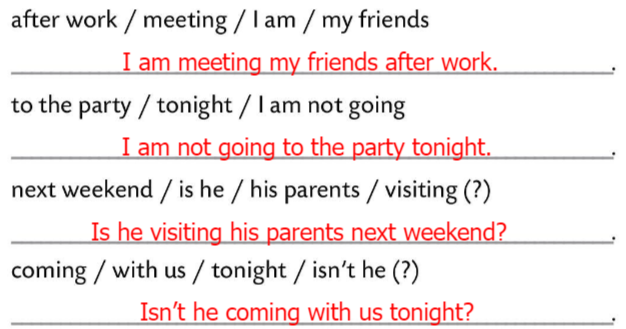 after work / meeting / I am / my friends
I am meeting my friends after work. .
to the party / tonight / I am not going
I am not going to the party tonight. .
next weekend / is he / his parents / visiting (?)
Is he visiting his parents next weekend? .
coming / with us / tonight / isn't he (?)
Isn't he coming with us tonight? .